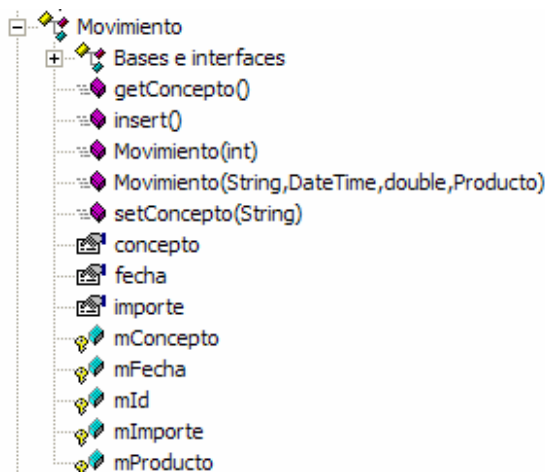 Movimiento
Bases e interfaces
getConcepto()
insert()
Movimiento(int)
Movimiento(String,DateTime,double,Producto)
setConcepto(String)
concepto
fecha
importe
mConcepto
mFecha
mId
mImporte
mProducto